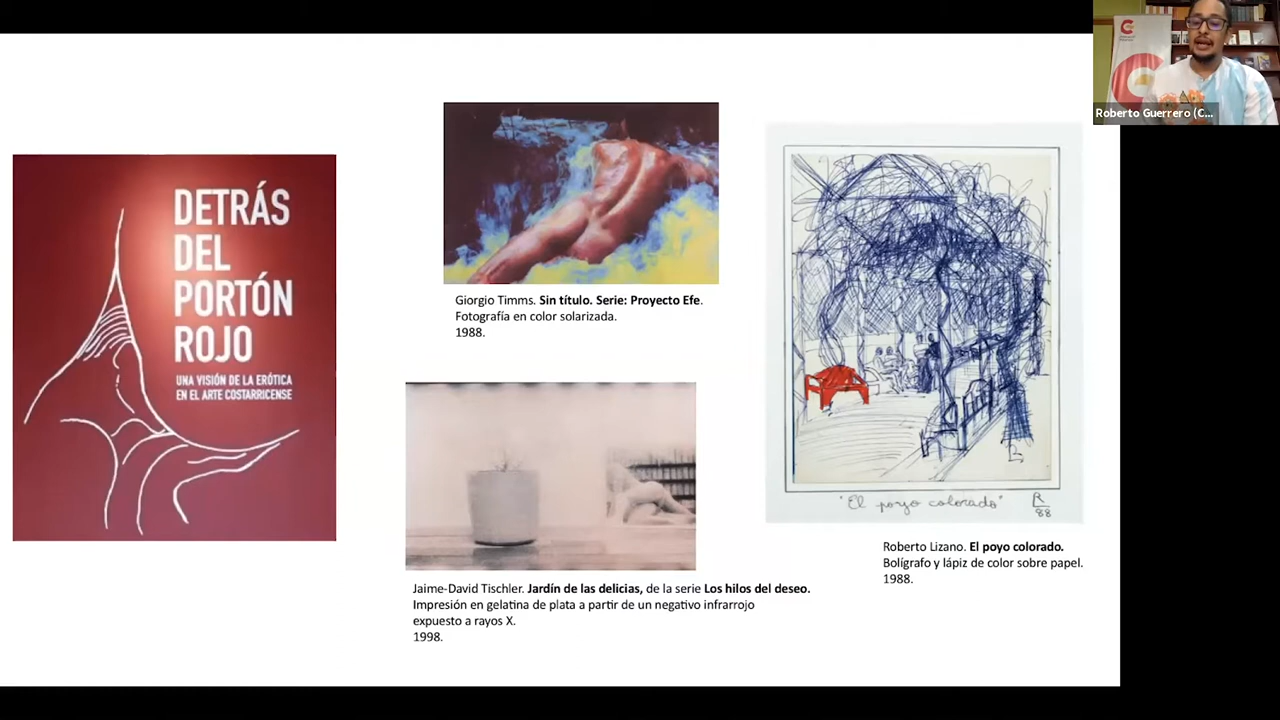 Roberto Guerrero (C...
DETRÁS
DEL
PORTÓN
ROJO
UNA VISIÓN DE LA ERÓTICA
EN EL ARTE COSTARRICENSE
Giorgio Timms. Sin título. Serie: Proyecto Efe.
Fotografía en color solarizada.
1988.
Jaime-David Tischler. Jardín de las delicias, de la serie Los hilos del deseo.
Impresión en gelatina de plata a partir de un negativo infrarrojo
expuesto a rayos X.
1998.
"El poyo colorado" R
88
Roberto Lizano. El poyo colorado.
Bolígrafo y lápiz de color sobre papel.
1988.